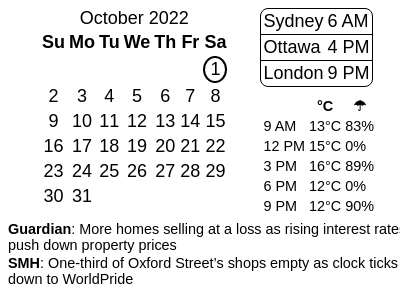 October 2022
Su Mo Tu We Th Fr Sa
1
2 3 4 5 6 7 8
9 10 11 12 13 14 15
16 17 18 19 20 21 22
23 24 25 26 27 28 29
30 31
Sydney 6 AM
Ottawa 4 PM
London 9 PM
°C ☂
9 AM 13°C 83%
12 PM 15°C 0%
3 PM 16°C 89%
6 PM 12°C 0%
9 PM 12°C 90%
Guardian: More homes selling at a loss as rising interest rates
push down property prices
SMH: One-third of Oxford Street’s shops empty as clock ticks
down to WorldPride